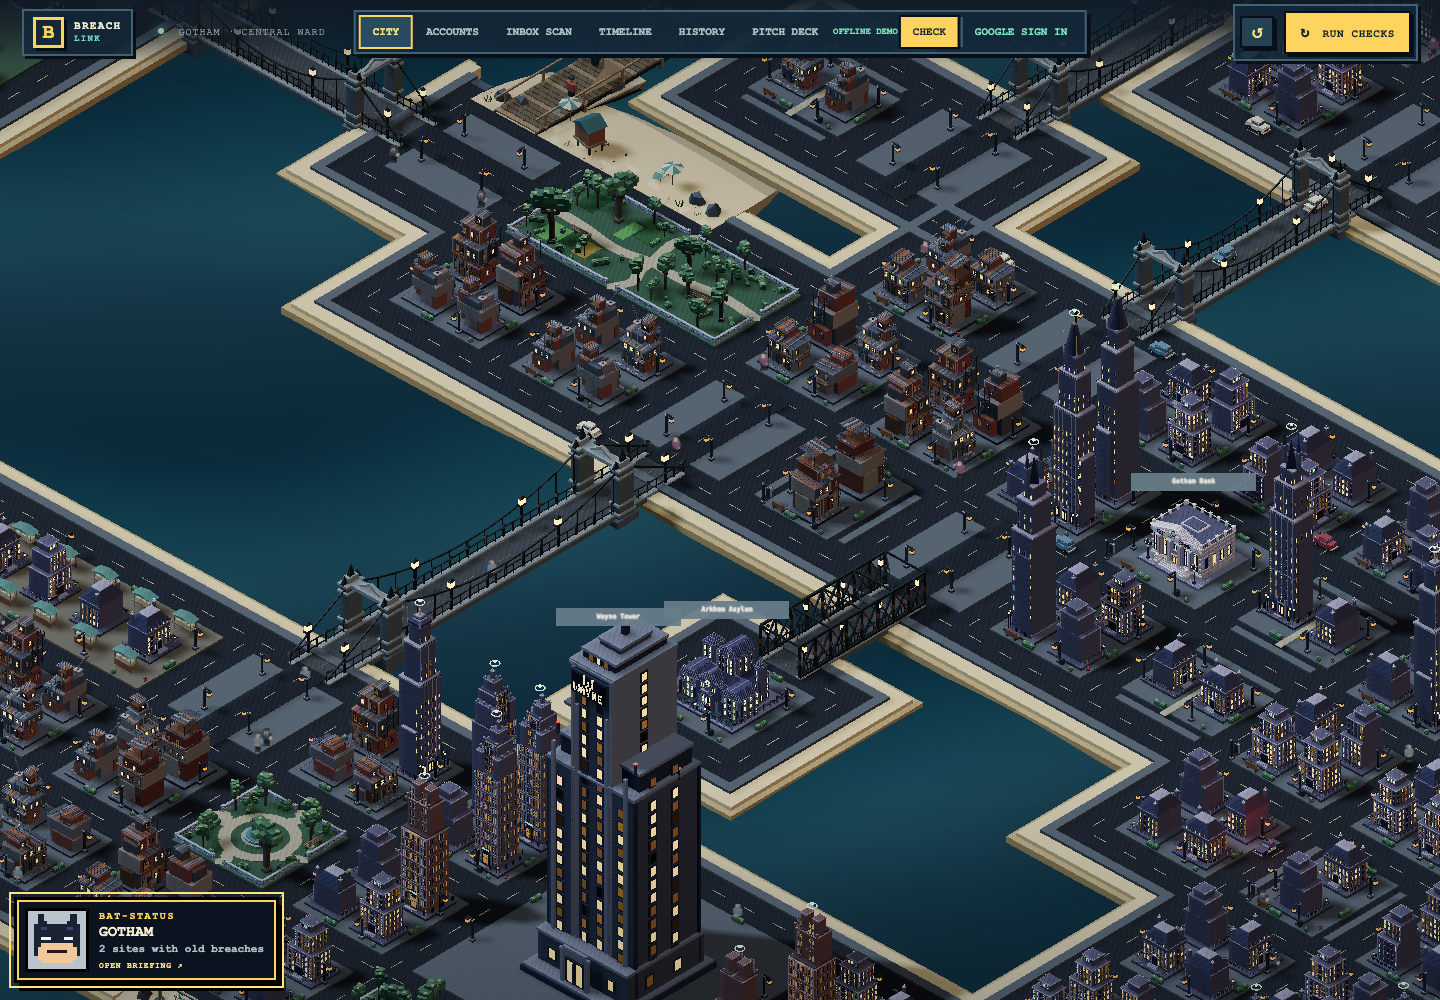 B
BREACH
LINK
GOTHAM
CENTRAL WARD
CITY
ACCOUNTS
INBOX SCAN
TIMELINE
HISTORY
PITCH DECK
OFFLINE DEMO
CHECK
GOOGLE SIGN IN
↺
↻ RUN CHECKS
Gotham Bank
Wayne Tower
Arkham Asylum
WAYNE
BAT-STATUS
GOTHAM
2 sites with old breaches
OPEN BRIEFING ↗